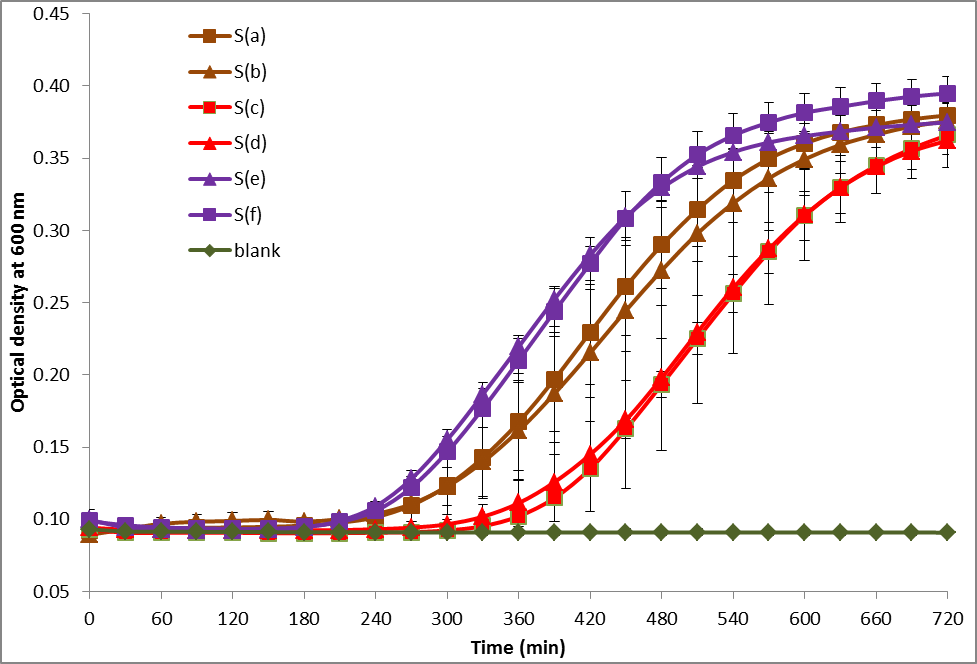 0.45
0.40
0.35
0.30
0.25
0.20
0.15
0.10
0.05
Optical density at 600 nm
S(a)
S(b)
S(c)
S(d)
S(e)
S(f)
blank
0 60 120 180 240 300 360 420 480 540 600 660 720
Time (min)